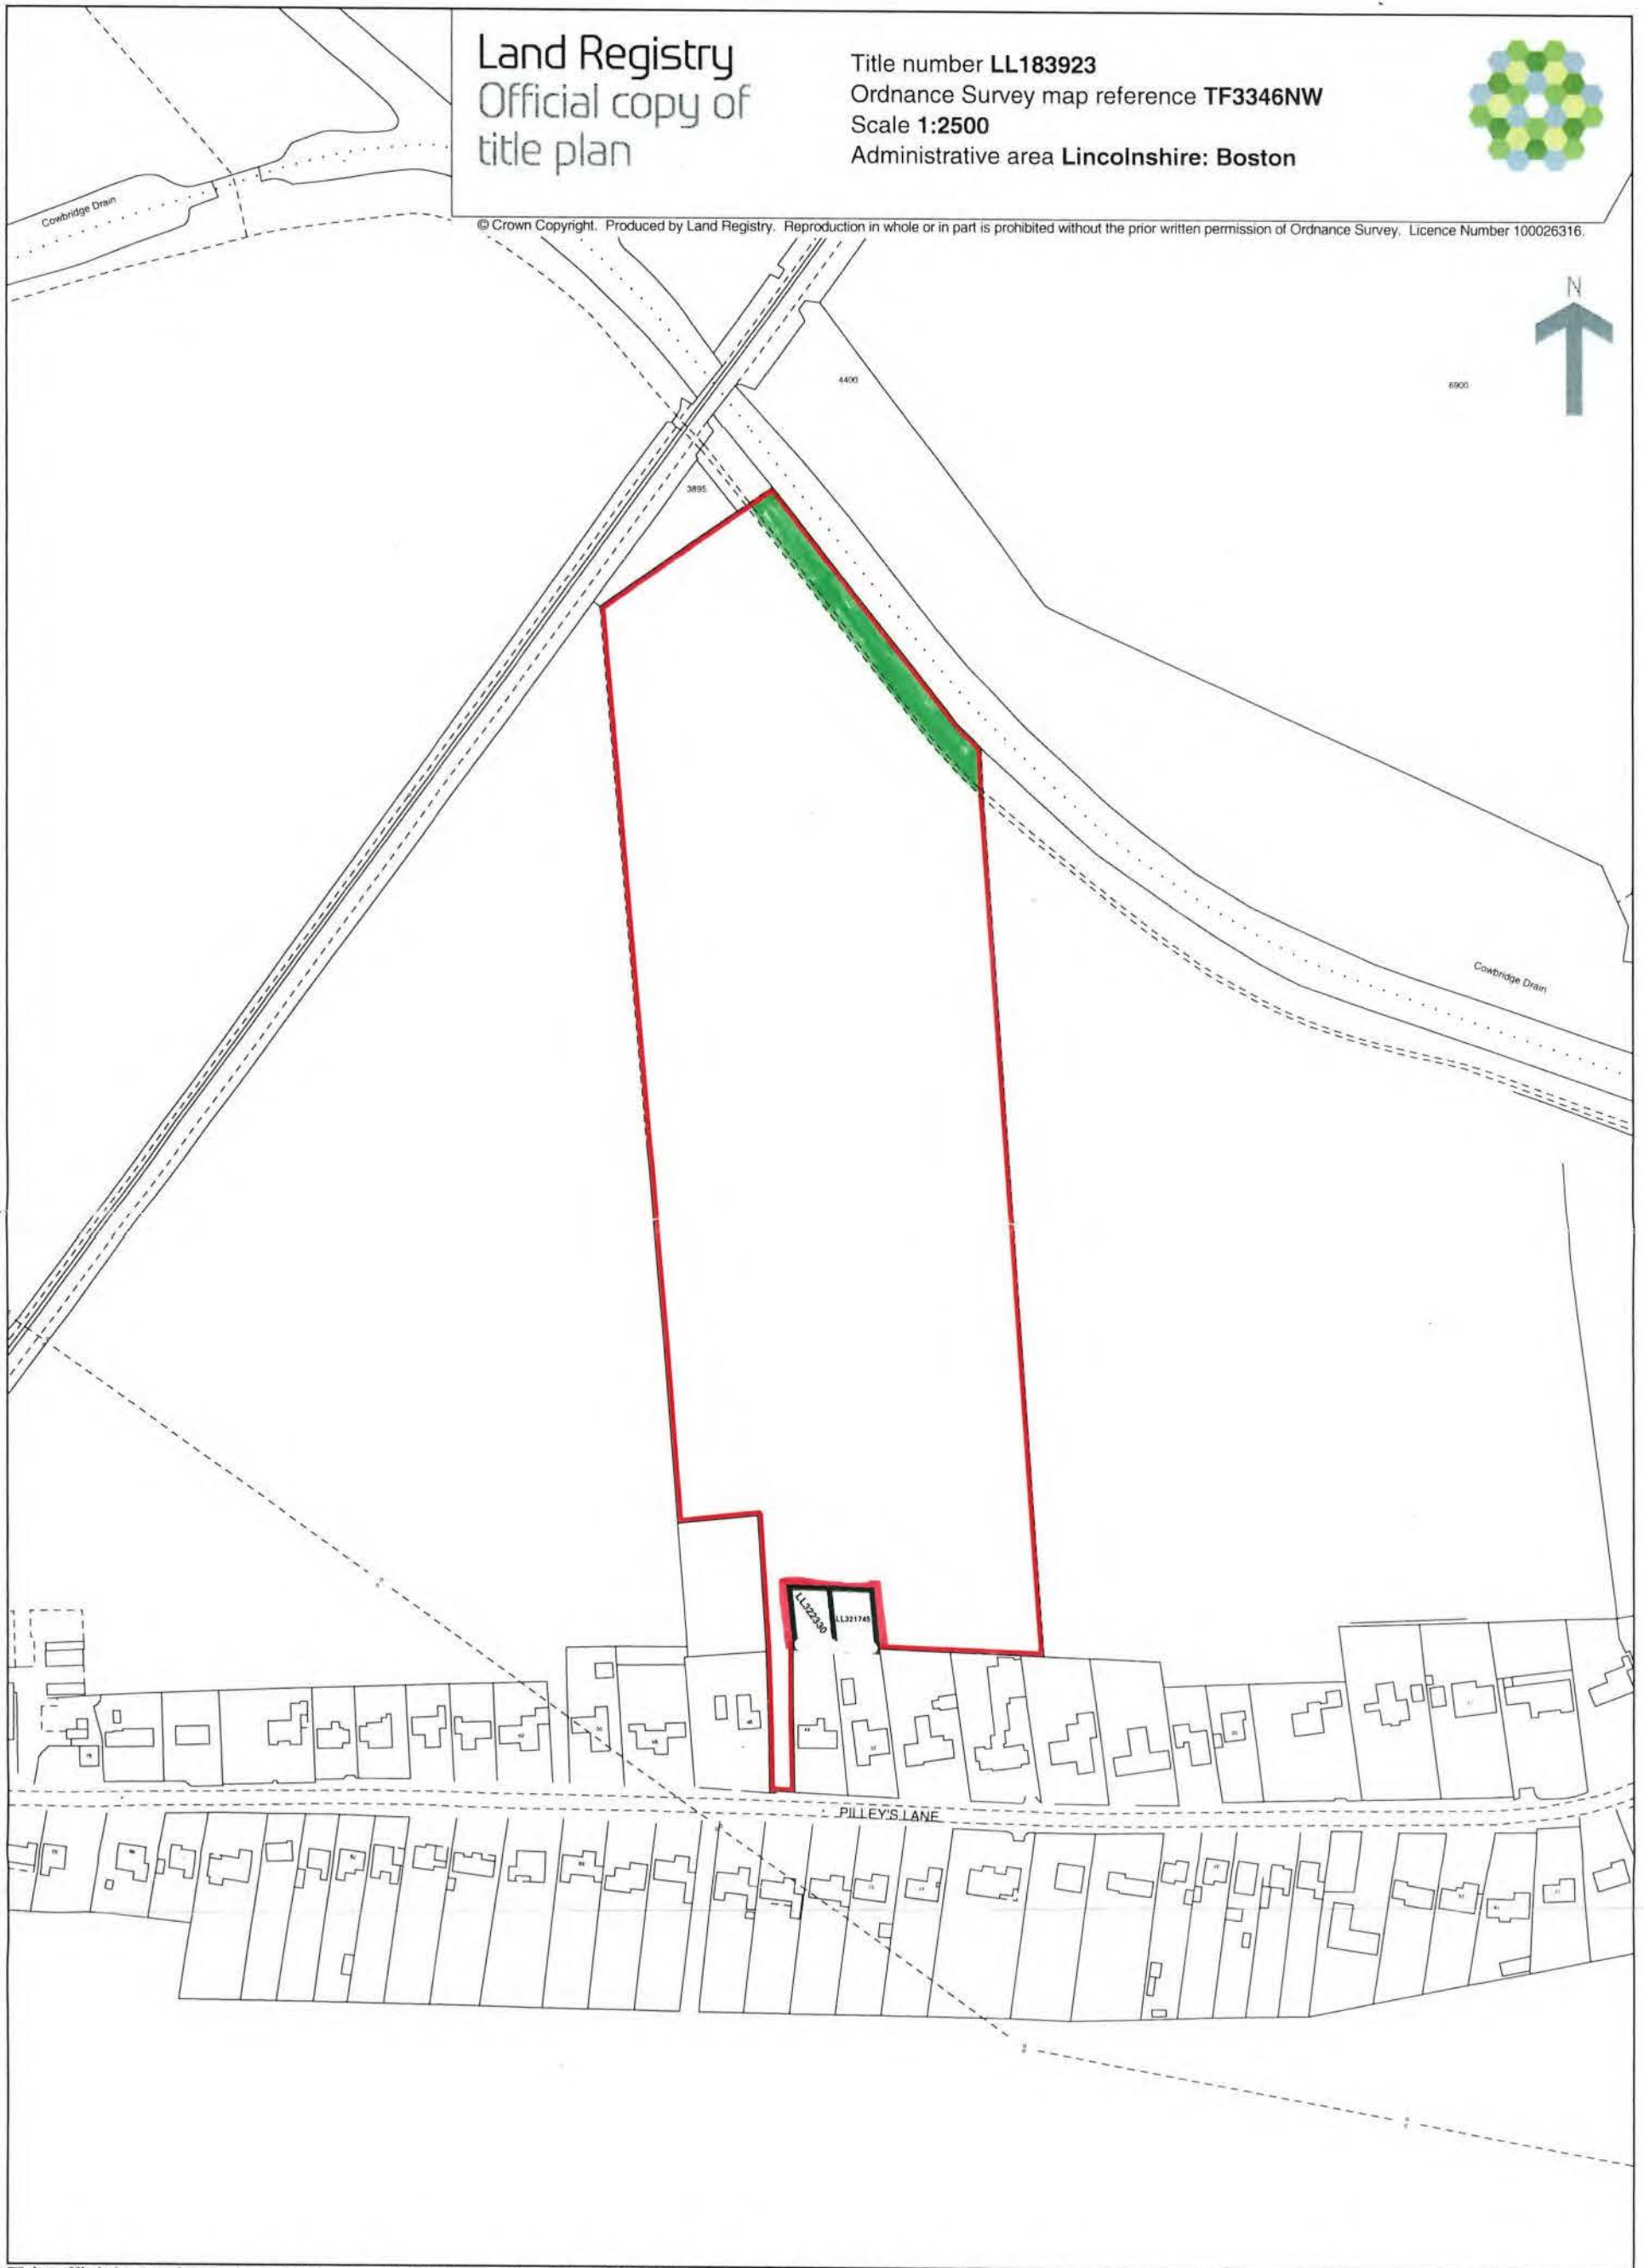 Land Registry
Official copy of
title plan
Title number LL183923
Ordnance Survey map reference TF3346NW
Scale 1:2500
Administrative area Lincolnshire: Boston
© Crown Copyright. Produced by Land Registry. Reproduction in whole or in part is prohibited without the prior written permission of Ordnance Survey. Licence Number 100026316.
Cowbridge Drain
N
4400
6900
3895
Cowbridge Drain
LL322330
LL321745
PILLEY'S LANE